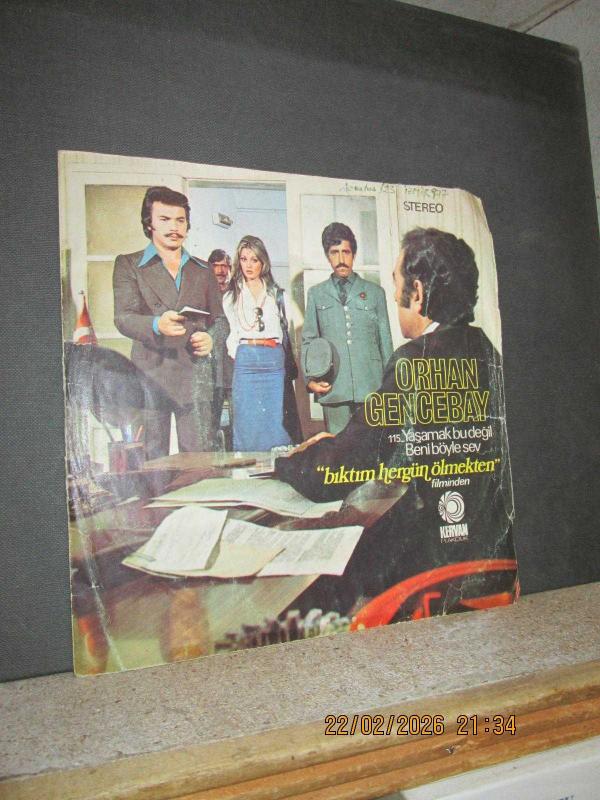 STEREO
ORHAN
GENCEBAY
115. Yaşamak bu değil
Beni böyle sev
"bıktım hergün ölmekten"
filminden
KERVAN
PLAKÇILIK
22/02/2026 21:34